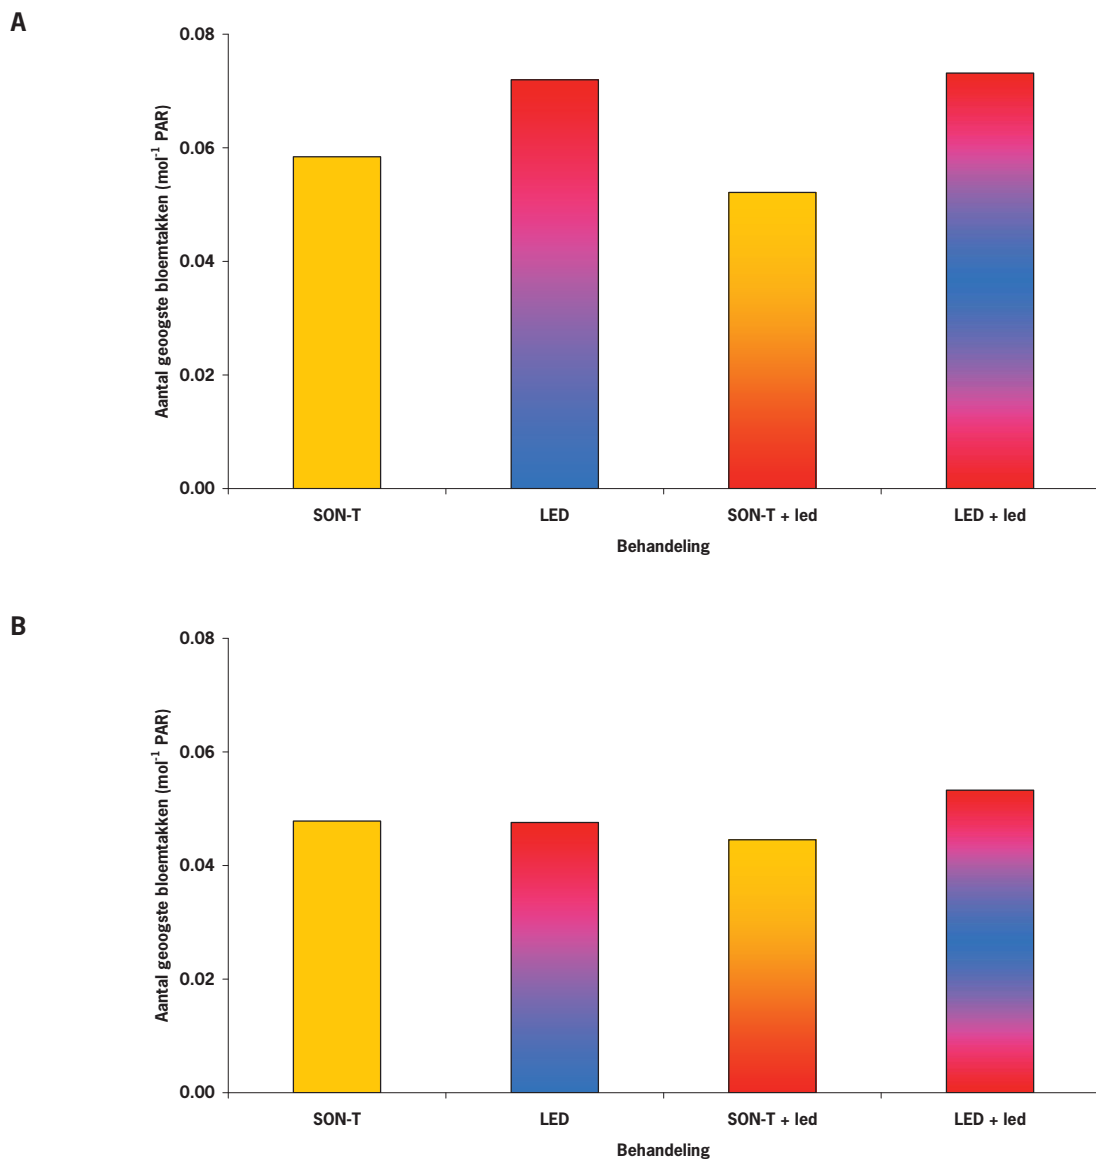 A
Aantal geoogste bloemtakken (mol-1 PAR)
0.08
0.06
0.04
0.02
0.00
SON-T LED SON-T + led LED + led
Behandeling
B
Aantal geoogste bloemtakken (mol-1 PAR)
0.08
0.06
0.04
0.02
0.00
SON-T LED SON-T + led LED + led
Behandeling